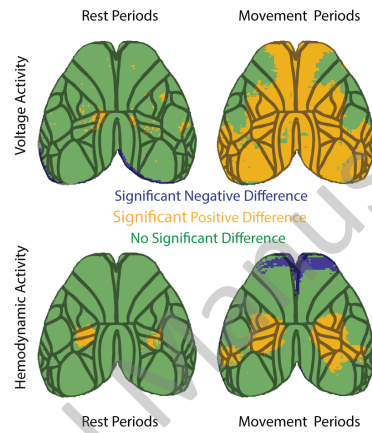 Rest Periods
Movement Periods
Voltage Activity
Significant Negative Difference
Significant Positive Difference
No Significant Difference
Hemodynamic Activity
Rest Periods
Movement Periods